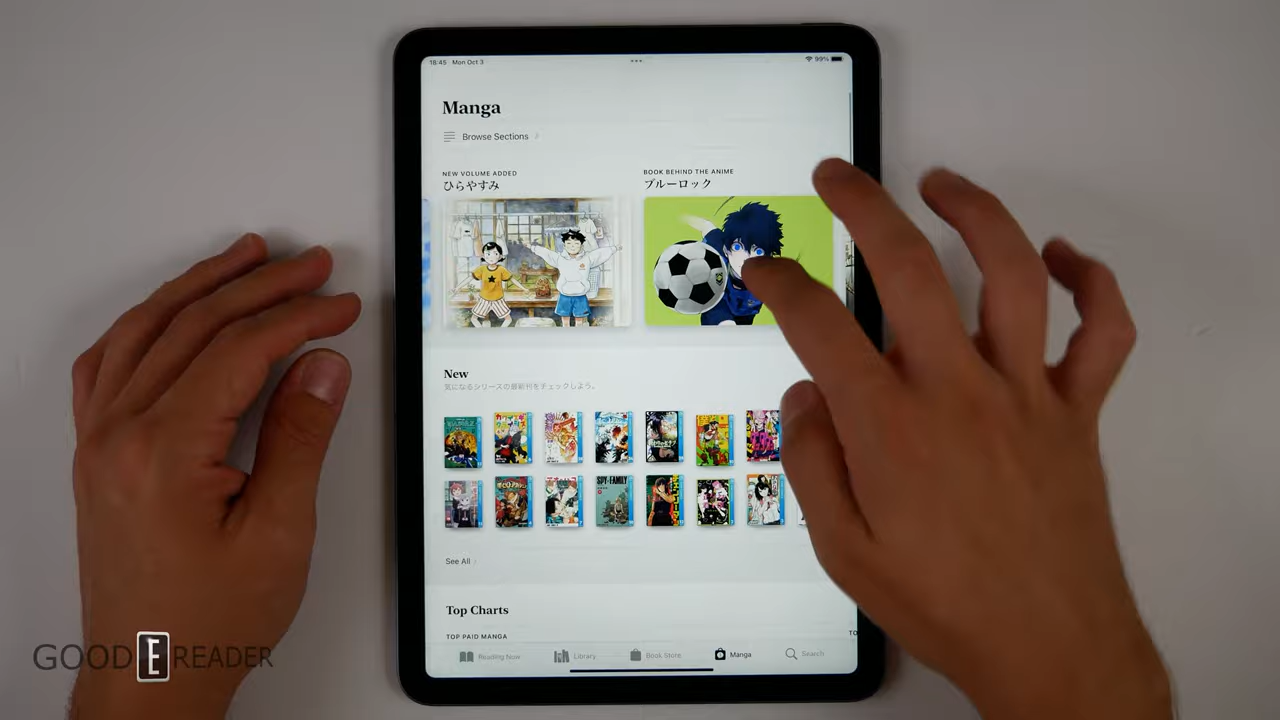 18:45 Mon Oct 3
99%
Manga
Browse Sections
NEW VOLUME ADDED
ひらやすみ
BOOK BEHIND THE ANIME
ブルーロック
New
気になるシリーズの最新刊をチェックしよう。
SPY×FAMILY
See All
Top Charts
TOP PAID MANGA
TO
Reading Now
Library
Book Store
Manga
Search
GOOD E READER